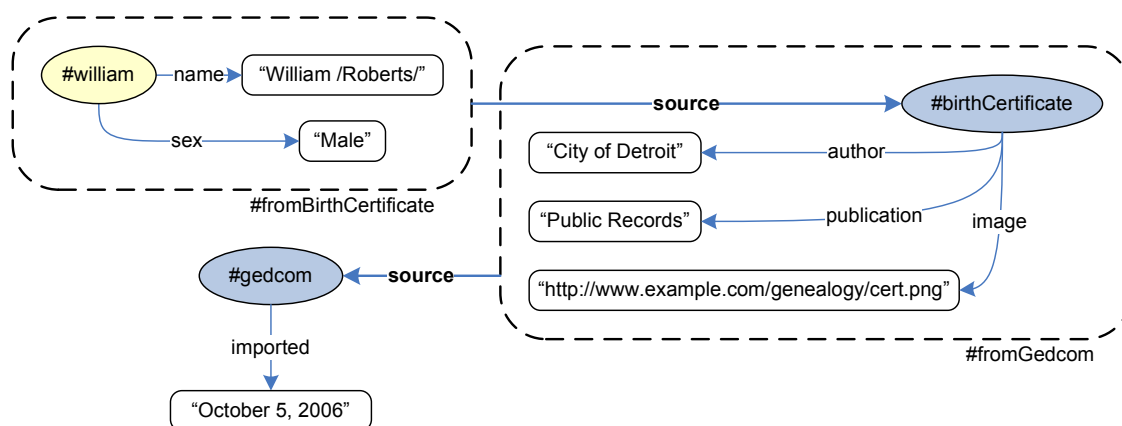 #william
name
“William /Roberts/”
sex
“Male”
#fromBirthCertificate
source
#birthCertificate
“City of Detroit”
author
“Public Records”
publication
image
“http://www.example.com/genealogy/cert.png”
#fromGedcom
#gedcom
source
imported
“October 5, 2006”